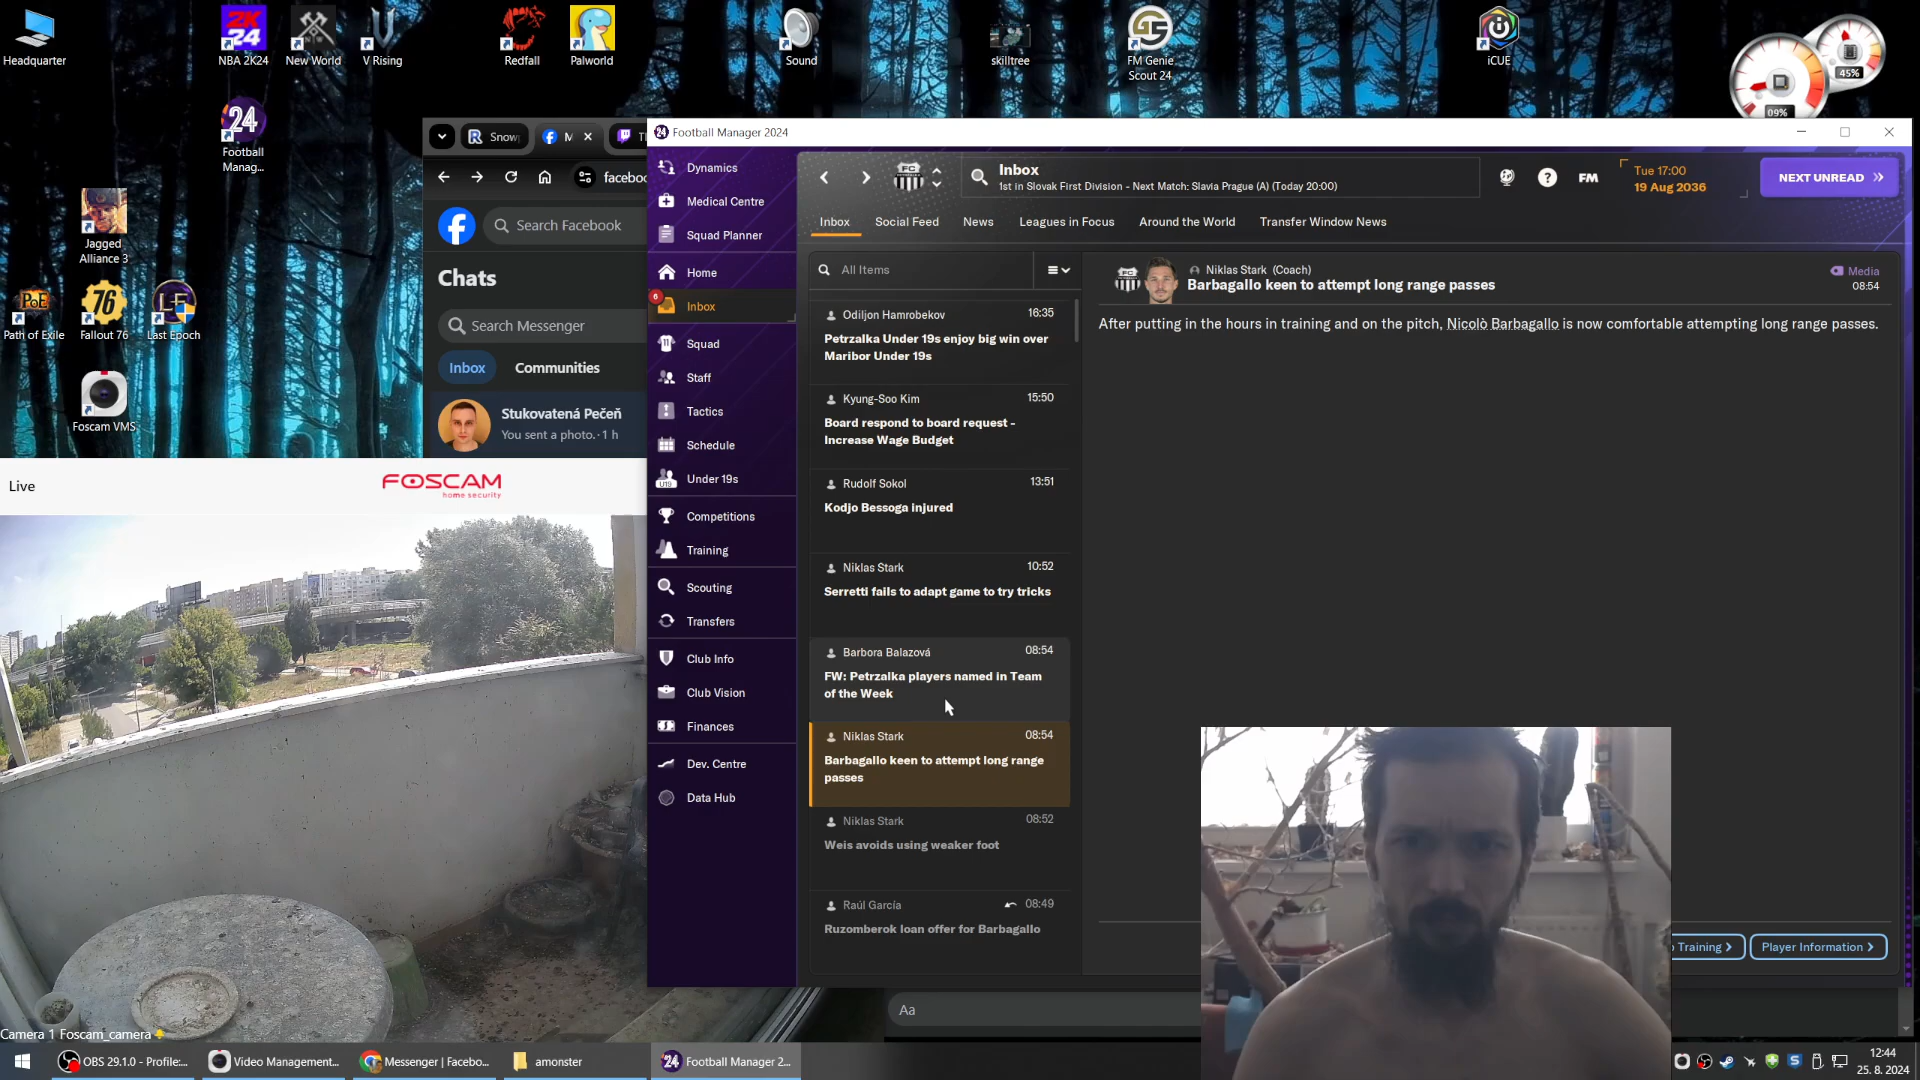 Headquarter
NBA 2K24
New World
V Rising
Redfall
Palworld
Sound
skilltree
FM Genie
Scout 24
iCUE
45%
09%
Football
Manag...
Jagged
Alliance 3
Path of Exile
Fallout 76
Last Epoch
Foscam VMS
Snow
M
faceboo
Search Facebook
Chats
Search Messenger
Inbox
Communities
Stukovatená Pečeň
You sent a photo. · 1 h
Live
FOSCAM
home security
Camera 1 Foscam_camera
Football Manager 2024
Dynamics
Medical Centre
Squad Planner
Home
6
Inbox
Squad
Staff
Tactics
Schedule
Under 19s
Competitions
Training
Scouting
Transfers
Club Info
Club Vision
Finances
Dev. Centre
Data Hub
Inbox
1st in Slovak First Division - Next Match: Slavia Prague (A) (Today 20:00)
FM
Tue 17:00
19 Aug 2036
NEXT UNREAD
Inbox
Social Feed
News
Leagues in Focus
Around the World
Transfer Window News
All Items
Odiljon Hamrobekov 16:35
Petrzalka Under 19s enjoy big win over
Maribor Under 19s
Kyung-Soo Kim 15:50
Board respond to board request -
Increase Wage Budget
Rudolf Sokol 13:51
Kodjo Bessoga injured
Niklas Stark 10:52
Serretti fails to adapt game to try tricks
Barbora Balazová 08:54
FW: Petrzalka players named in Team
of the Week
Niklas Stark 08:54
Barbagallo keen to attempt long range
passes
Niklas Stark 08:52
Weis avoids using weaker foot
Raúl García 08:49
Ruzomberok loan offer for Barbagallo
Niklas Stark (Coach)
Barbagallo keen to attempt long range passes
Media
08:54
After putting in the hours in training and on the pitch, Nicolò Barbagallo is now comfortable attempting long range passes.
Training
Player Information
Aa
OBS 29.1.0 - Profile:...
Video Management...
Messenger | Facebo...
amonster
Football Manager 2...
12:44
25. 8. 2024